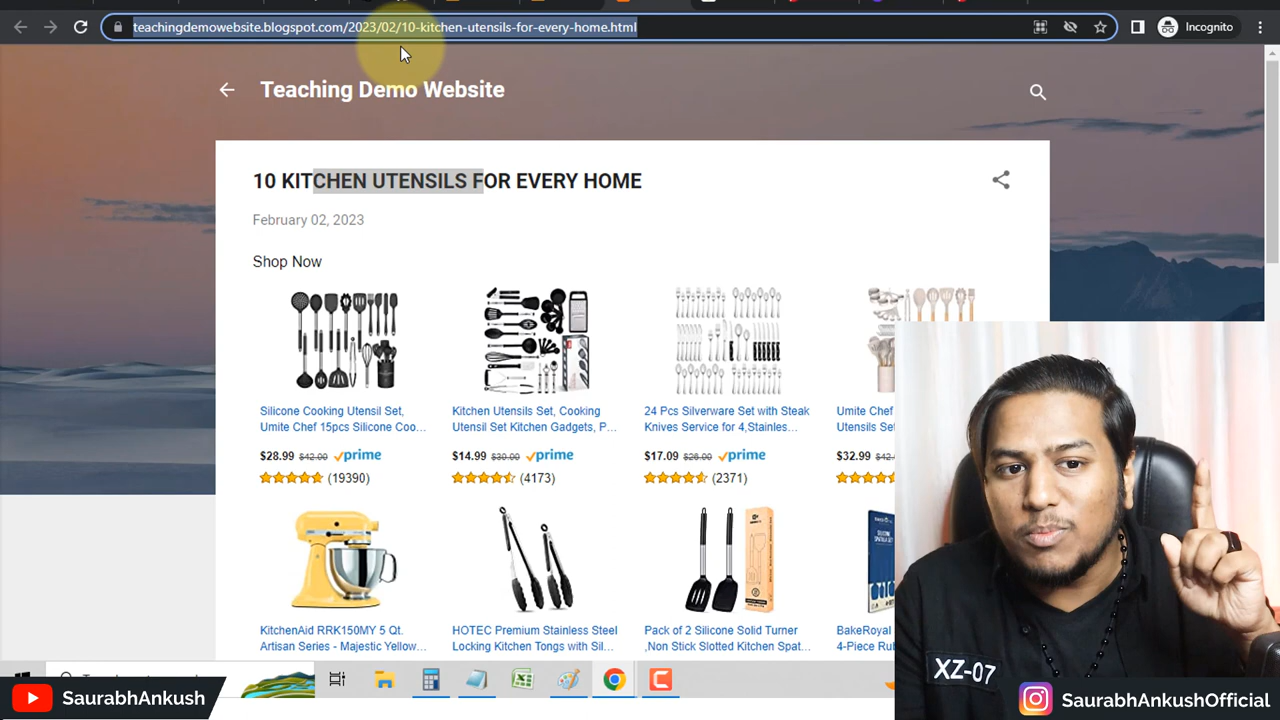 teachingdemowebsite.blogspot.com/2023/02/10-kitchen-utensils-for-every-home.html
Incognito
Teaching Demo Website
10 KITCHEN UTENSILS FOR EVERY HOME
February 02, 2023
Shop Now
Silicone Cooking Utensil Set,
Umite Chef 15pcs Silicone Coo...
$28.99 $42.00 prime
(19390)
Kitchen Utensils Set, Cooking
Utensil Set Kitchen Gadgets, P...
$14.99 $30.00 prime
(4173)
24 Pcs Silverware Set with Steak
Knives Service for 4,Stainles...
$17.09 $26.00 prime
(2371)
Umite Chef
Utensils Se
$32.99 $42.
KitchenAid RRK150MY 5 Qt.
Artisan Series - Majestic Yellow...
HOTEC Premium Stainless Steel
Locking Kitchen Tongs with Sil...
Pack of 2 Silicone Solid Turner
,Non Stick Slotted Kitchen Spat...
BakeRoyal
4-Piece Ru
XZ-07
SaurabhAnkush
SaurabhAnkushOfficial